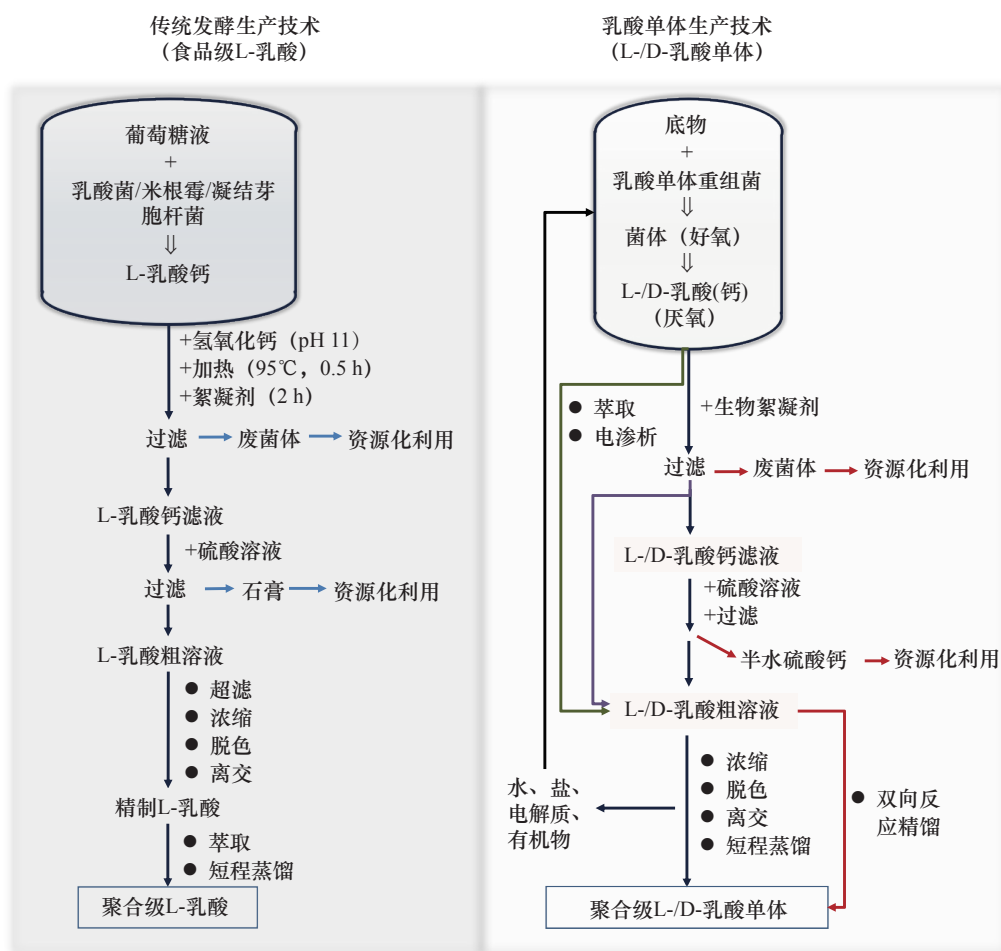 传统发酵生产技术
（食品级L-乳酸）
葡萄糖液
+
乳酸菌/米根霉/凝结芽
胞杆菌
⇓
L-乳酸钙
+氢氧化钙（pH 11）
+加热（95℃，0.5 h）
+絮凝剂（2 h）
过滤
废菌体
资源化利用
L-乳酸钙滤液
+硫酸溶液
过滤
石膏
资源化利用
L-乳酸粗溶液
● 超滤
● 浓缩
● 脱色
● 离交
精制L-乳酸
● 萃取
● 短程蒸馏
聚合级L-乳酸
乳酸单体生产技术
（L-/D-乳酸单体）
底物
+
乳酸单体重组菌
⇓
菌体（好氧）
⇓
L-/D-乳酸(钙)
（厌氧）
● 萃取
● 电渗析
+生物絮凝剂
过滤
废菌体
资源化利用
L-/D-乳酸钙滤液
+硫酸溶液
+过滤
半水硫酸钙
资源化利用
L-/D-乳酸粗溶液
● 浓缩
● 脱色
● 离交
● 短程蒸馏
水、盐、
电解质、
有机物
● 双向反
应精馏
聚合级L-/D-乳酸单体